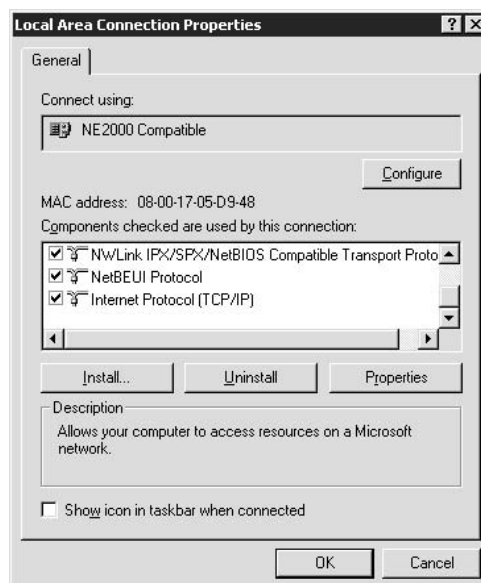 Local Area Connection Properties
General
Connect using:
NE2000 Compatible
Configure
MAC address: 08-00-17-05-D9-48
Components checked are used by this connection:
NWLink IPX/SPX/NetBIOS Compatible Transport Proto
NetBEUI Protocol
Internet Protocol (TCP/IP)
Install... Uninstall Properties
Description
Allows your computer to access resources on a Microsoft
network.
Show icon in taskbar when connected
OK Cancel